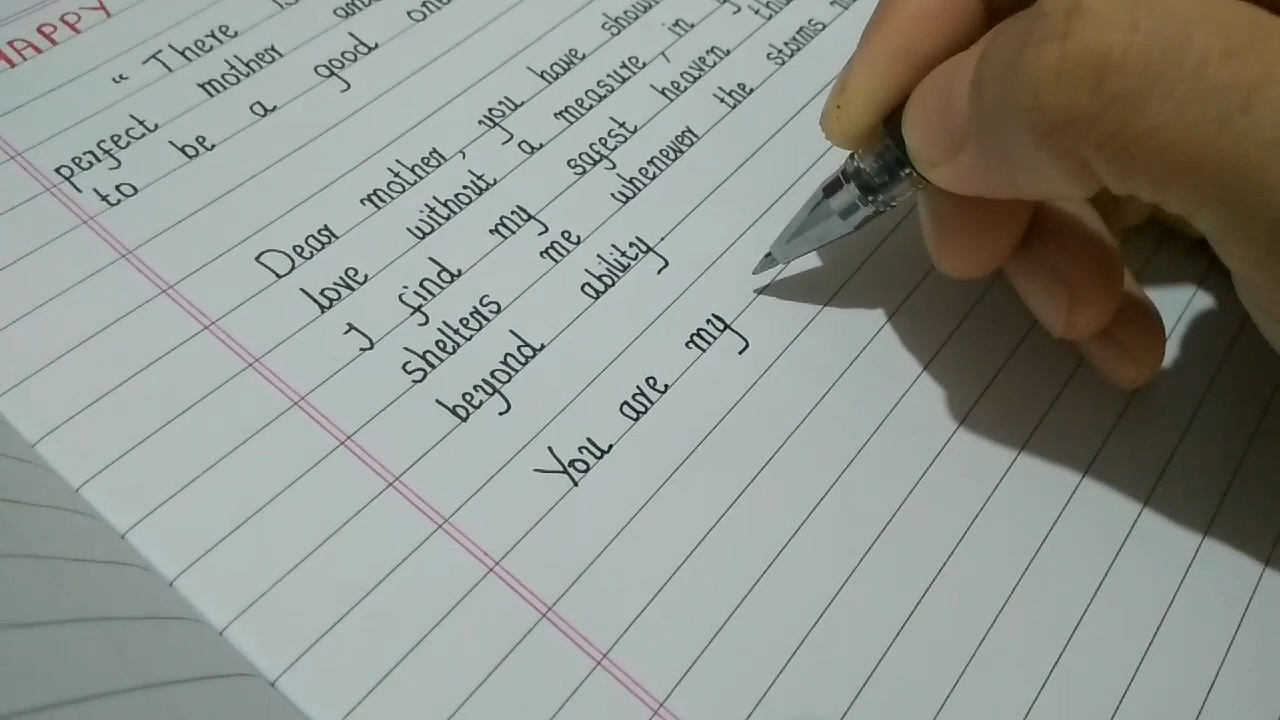 HAPPY
" There
perfect mother and
to be a good
Dear mother, you have shown
love without a measure, in
I find my safest heaven
shelters me whenever the storms
beyond ability.
You are my